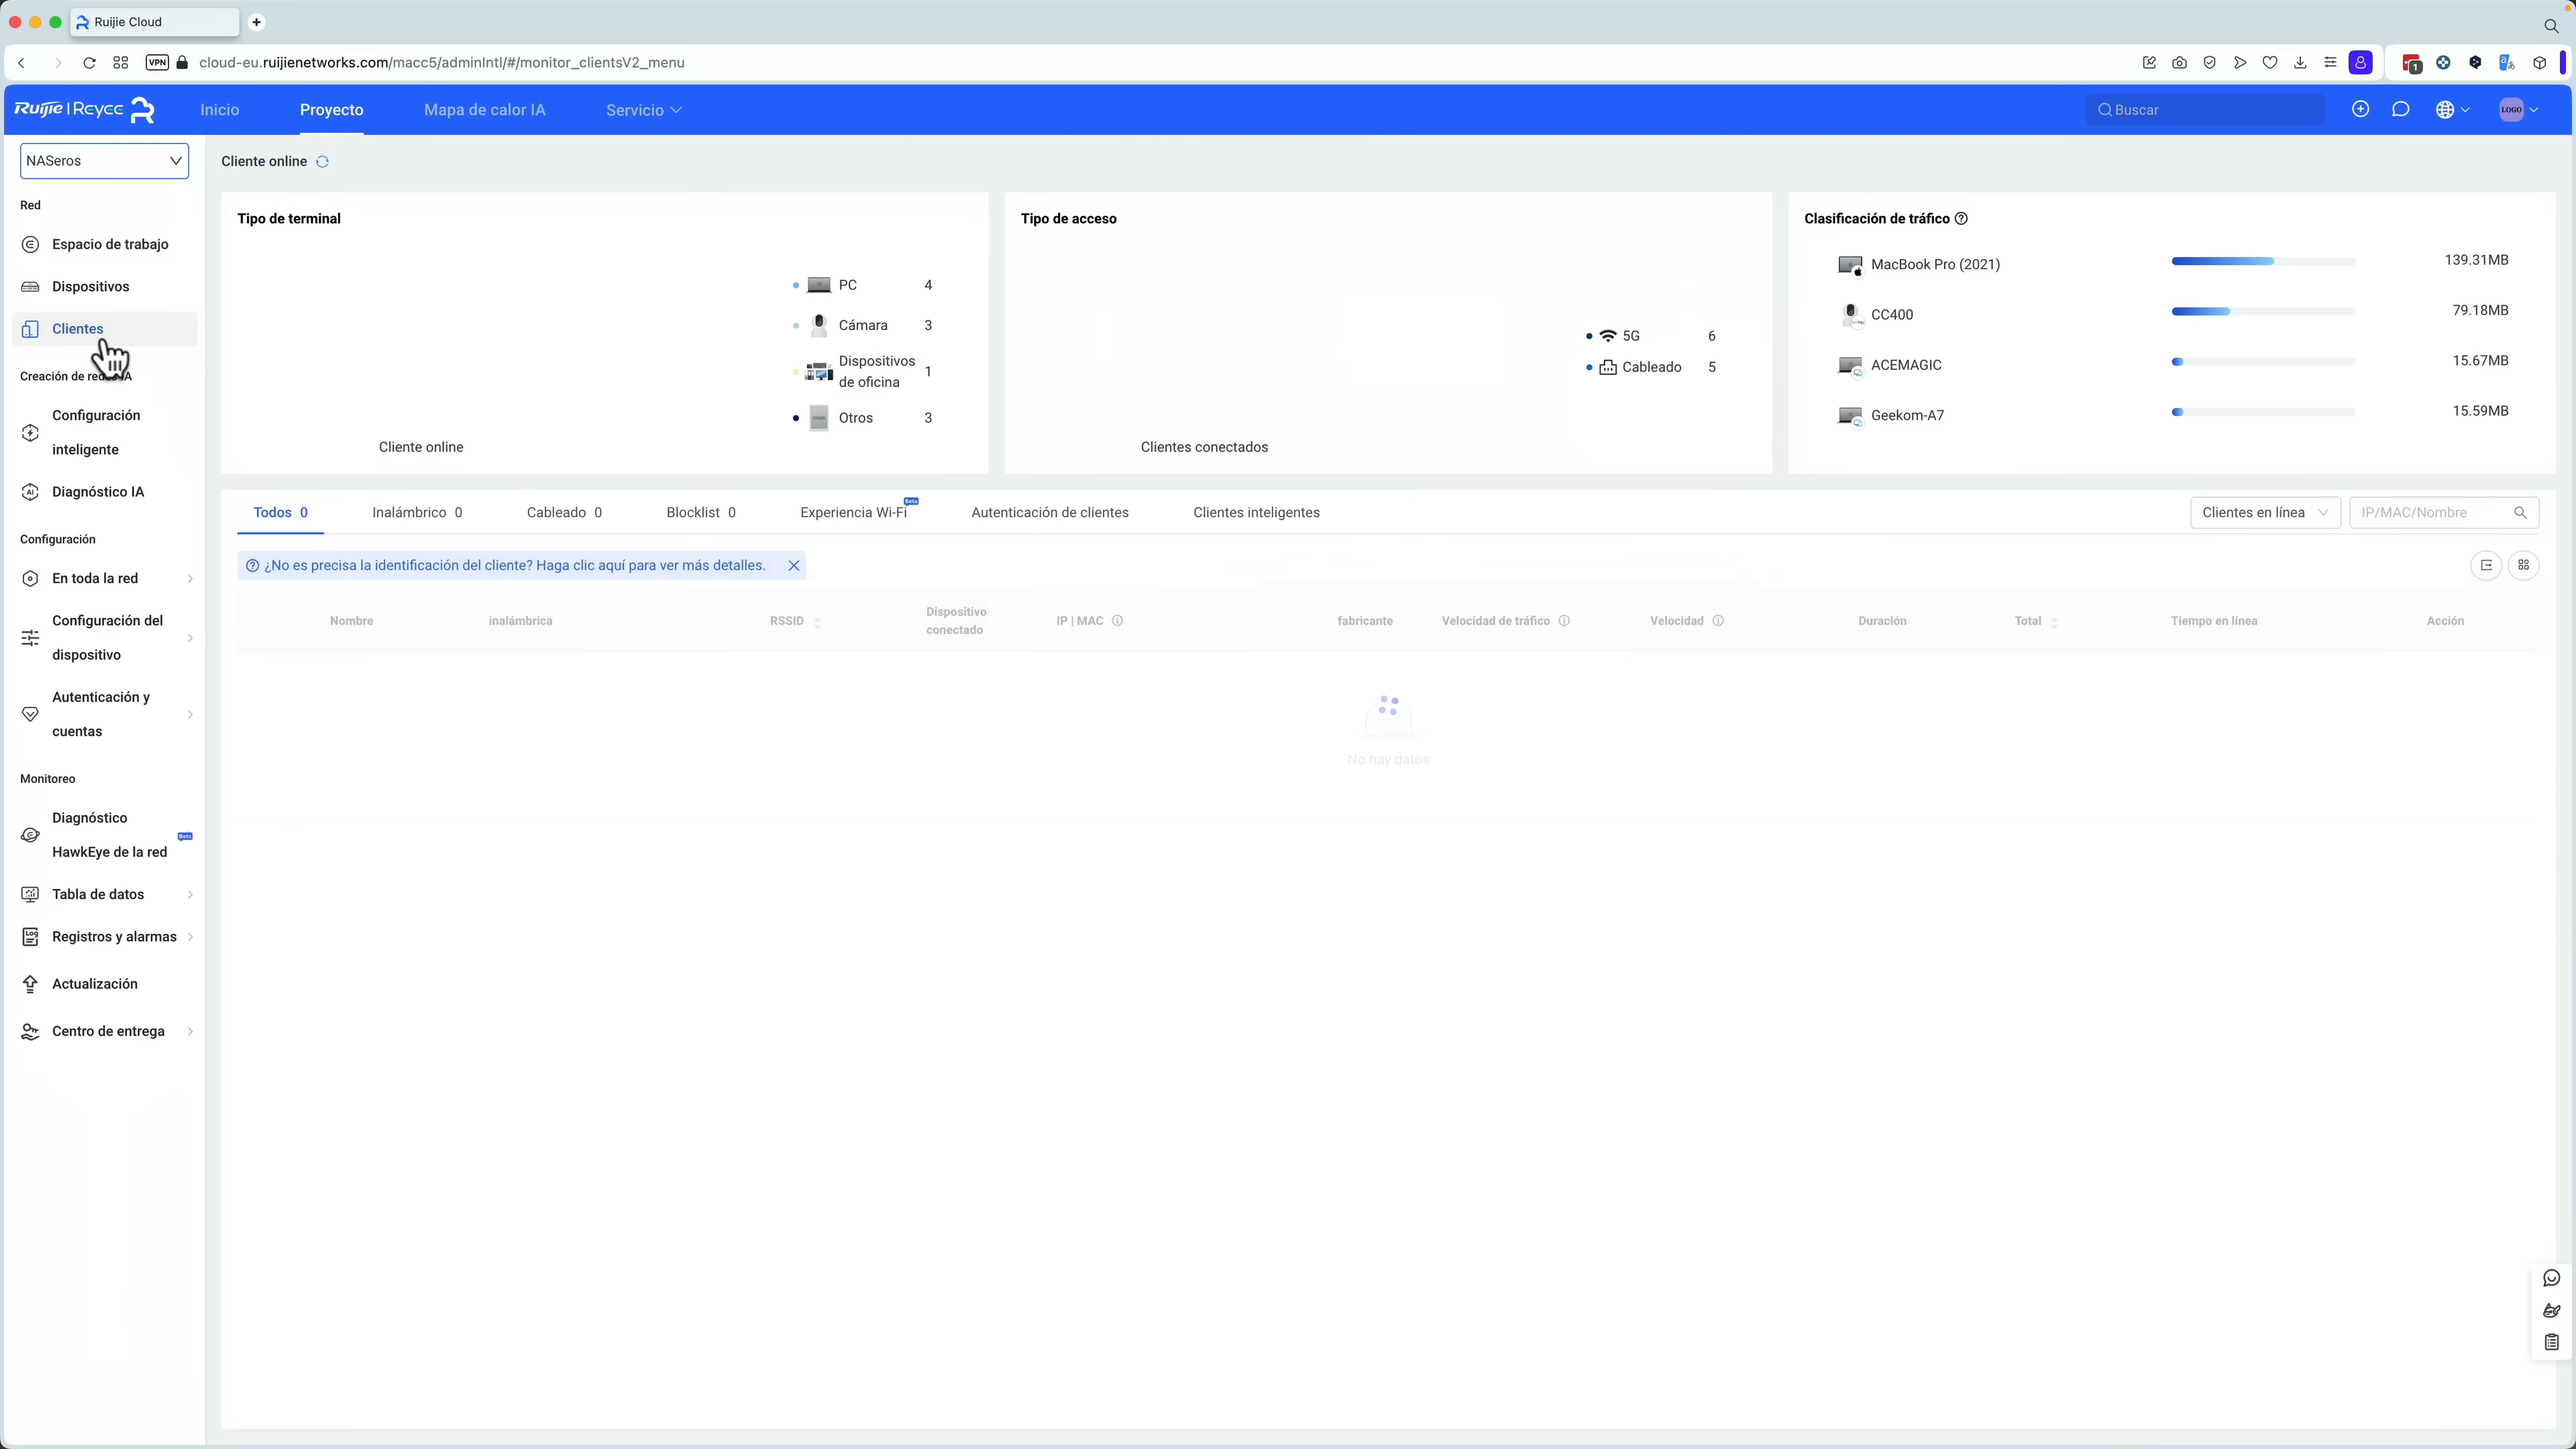 Ruijie Cloud
VPN
cloud-eu.ruijienetworks.com/macc5/adminIntl/#/monitor_clientsV2_menu
1
Ruijie | Reyee
Inicio
Proyecto
Mapa de calor IA
Servicio
Buscar
LOGO
NASeros
Red
Espacio de trabajo
Dispositivos
Clientes
Creación de redes IA
Configuración
inteligente
Diagnóstico IA
Configuración
En toda la red
Configuración del
dispositivo
Autenticación y
cuentas
Monitoreo
Diagnóstico
HawkEye de la red
Beta
Tabla de datos
Registros y alarmas
Actualización
Centro de entrega
Cliente online
Tipo de terminal
PC 4
Cámara 3
Dispositivos
de oficina 1
Otros 3
Cliente online
Tipo de acceso
5G 6
Cableado 5
Clientes conectados
Clasificación de tráfico
MacBook Pro (2021) 139.31MB
CC400 79.18MB
ACEMAGIC 15.67MB
Geekom-A7 15.59MB
Todos 0
Inalámbrico 0
Cableado 0
Blocklist 0
Experiencia Wi-Fi
Beta
Autenticación de clientes
Clientes inteligentes
Clientes en línea
IP/MAC/Nombre
¿No es precisa la identificación del cliente? Haga clic aquí para ver más detalles.
Nombre
inalámbrica
RSSID
Dispositivo
conectado
IP | MAC
fabricante
Velocidad de tráfico
Velocidad
Duración
Total
Tiempo en línea
Acción
No hay datos